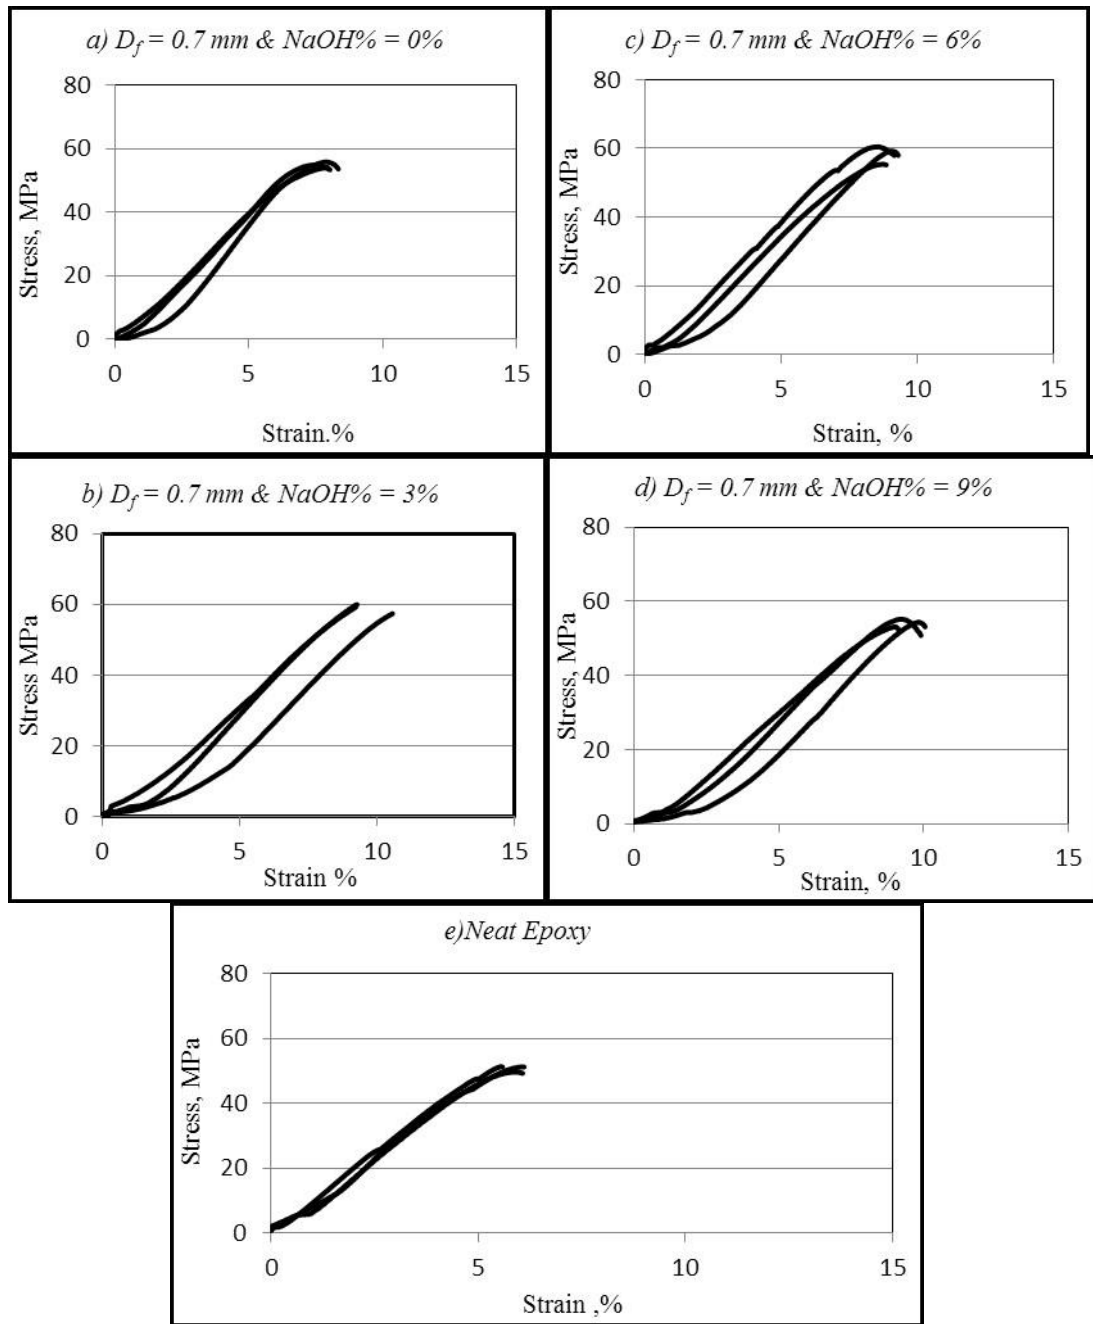 a) D_f = 0.7 mm & NaOH% = 0%
80
60
40
20
0
Stress, MPa
0 5 10 15
Strain.%
c) D_f = 0.7 mm & NaOH% = 6%
80
60
40
20
0
Stress, MPa
0 5 10 15
Strain, %
b) D_f = 0.7 mm & NaOH% = 3%
80
60
40
20
0
Stress MPa
0 5 10 15
Strain %
d) D_f = 0.7 mm & NaOH% = 9%
80
60
40
20
0
Stress, MPa
0 5 10 15
Strain, %
e)Neat Epoxy
80
60
40
20
0
Stress, MPa
0 5 10 15
Strain ,%